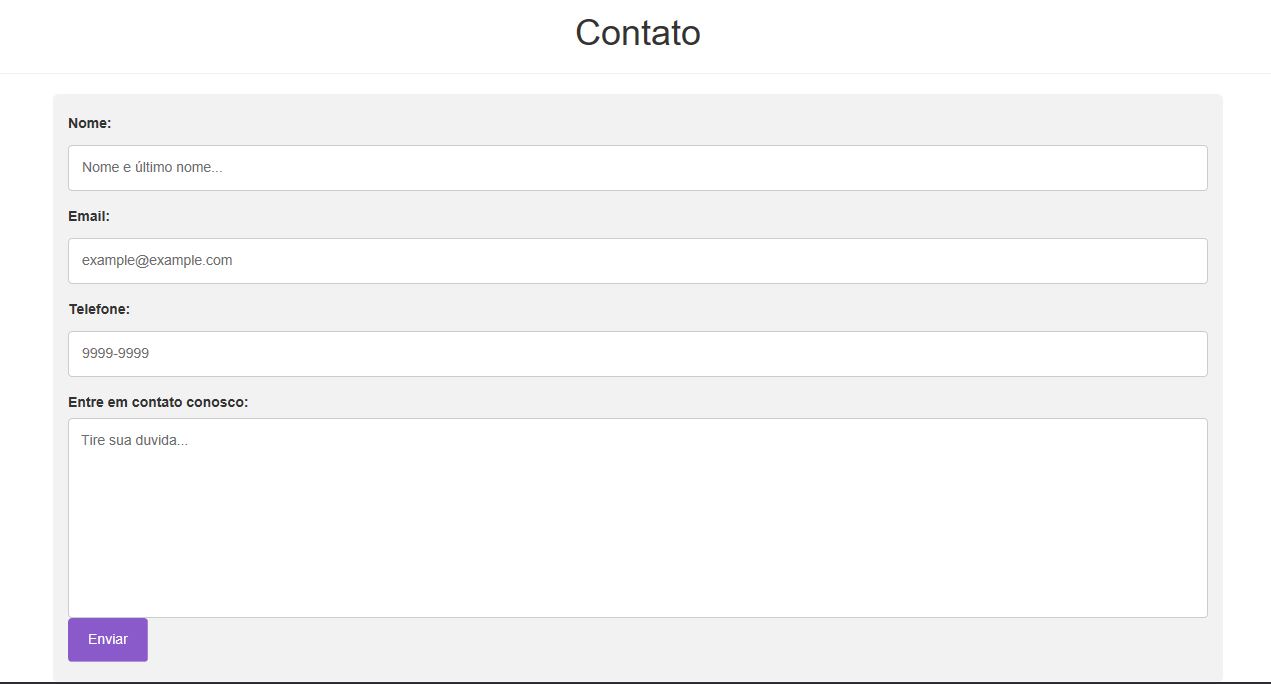 Contato
Nome:
Nome e último nome...
Email:
example@example.com
Telefone:
9999-9999
Entre em contato conosco:
Tire sua duvida...
Enviar